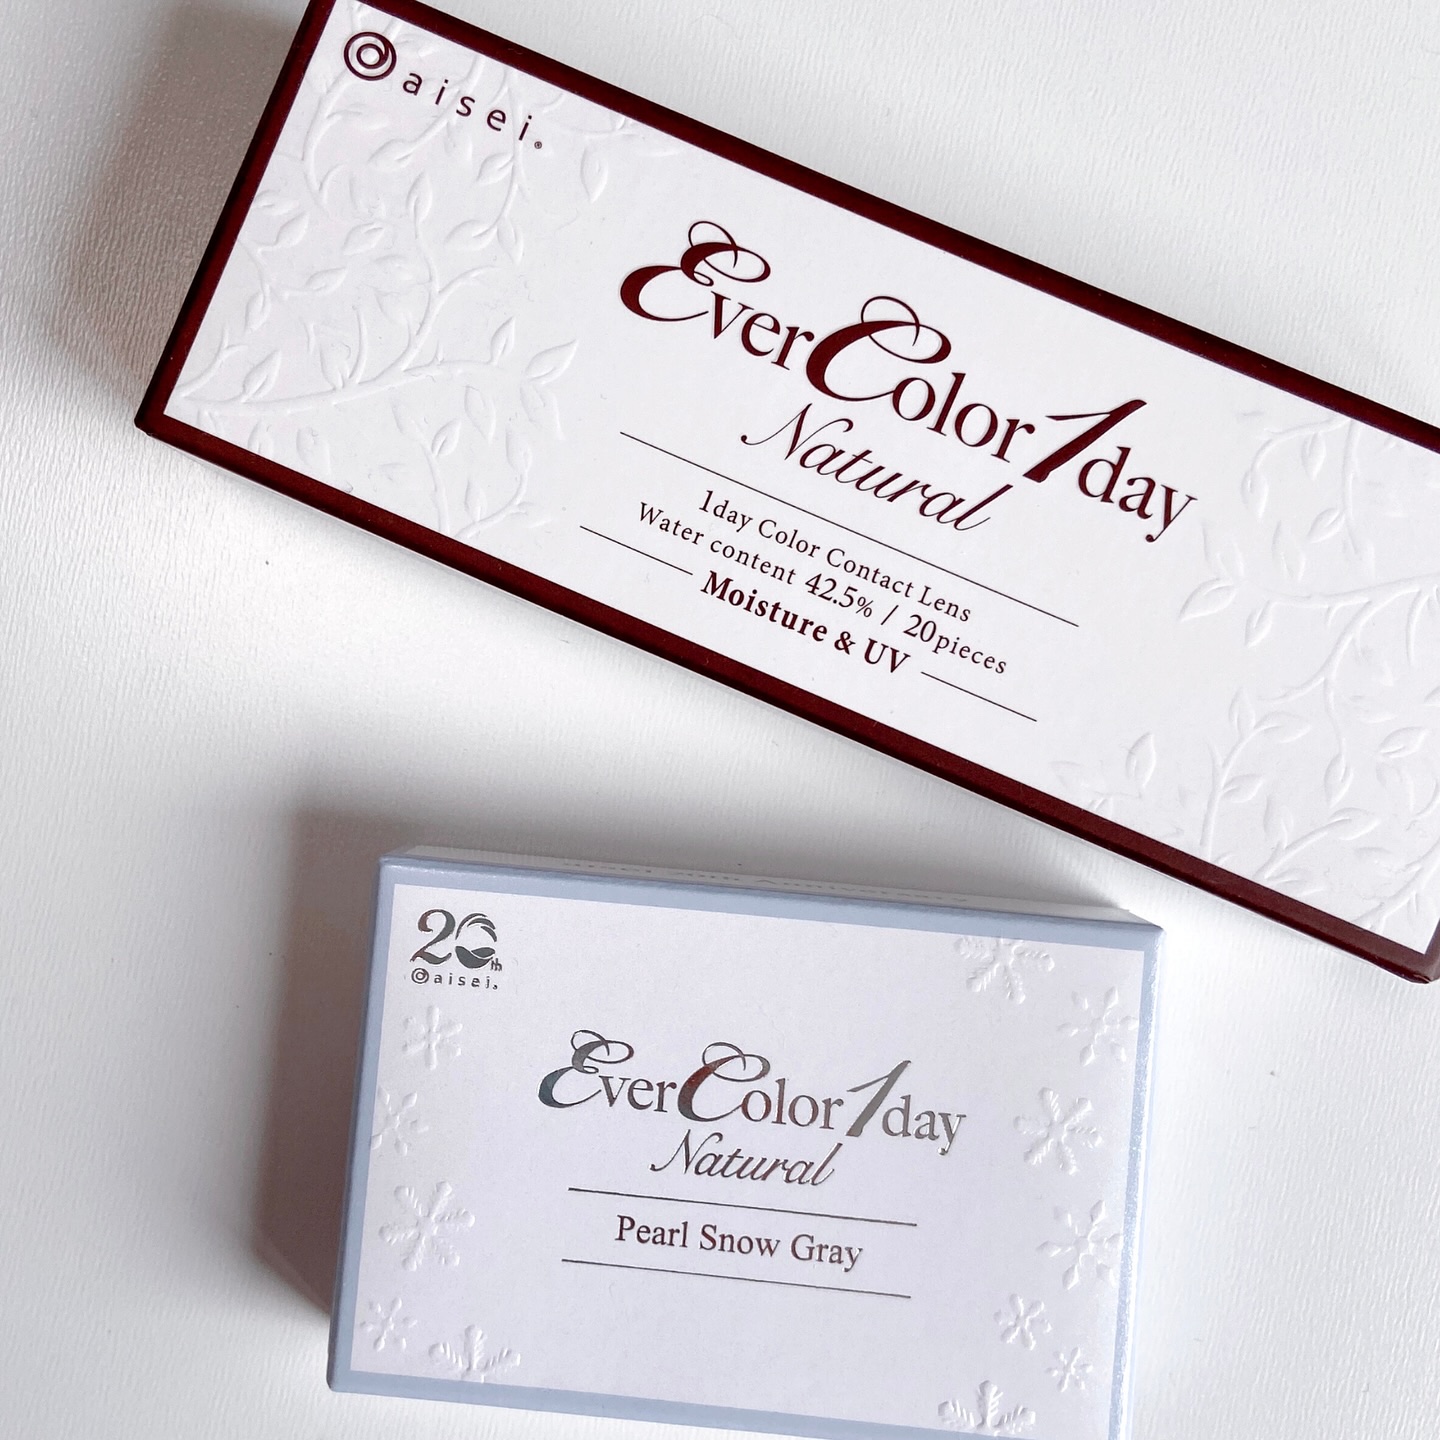 aisei®
EverColor1day
Natural
1day Color Contact Lens
Water content 42.5% / 20pieces
Moisture & UV
20th
aisei®
EverColor1day
Natural
Pearl Snow Gray